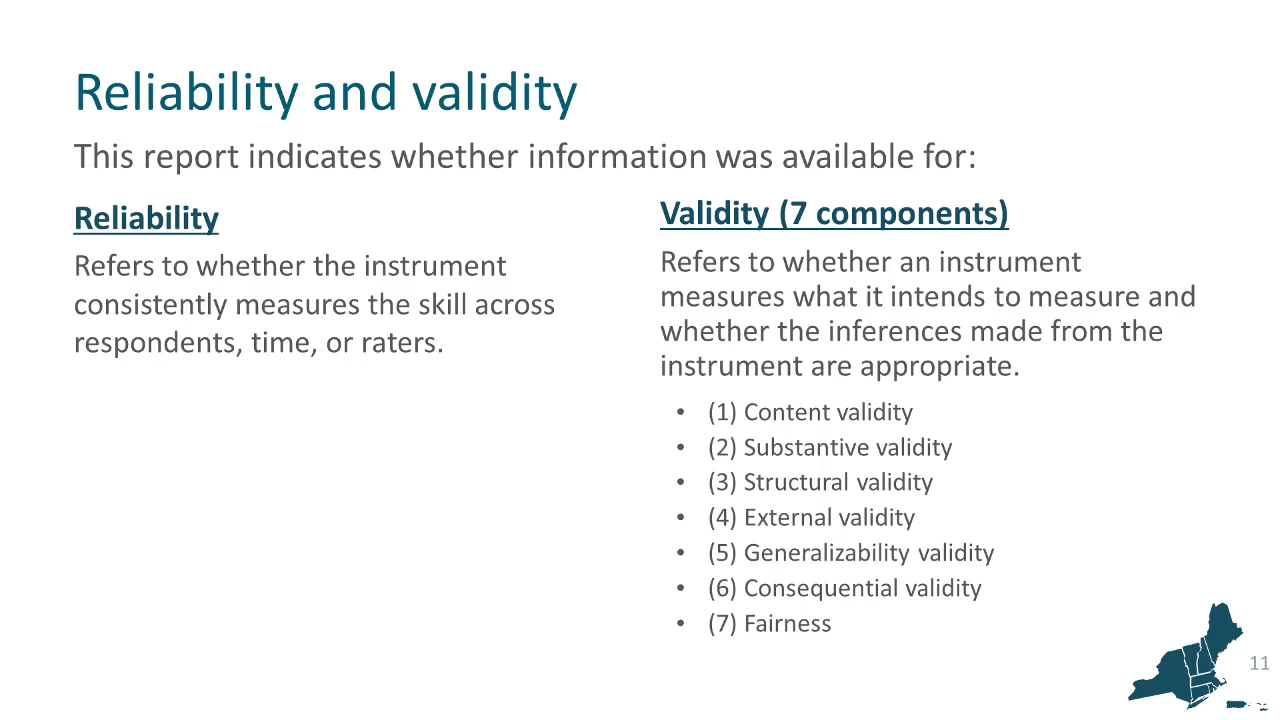 Reliability and validity
This report indicates whether information was available for:
Reliability
Refers to whether the instrument
consistently measures the skill across
respondents, time, or raters.
Validity (7 components)
Refers to whether an instrument
measures what it intends to measure and
whether the inferences made from the
instrument are appropriate.
• (1) Content validity
• (2) Substantive validity
• (3) Structural validity
• (4) External validity
• (5) Generalizability validity
• (6) Consequential validity
• (7) Fairness
11